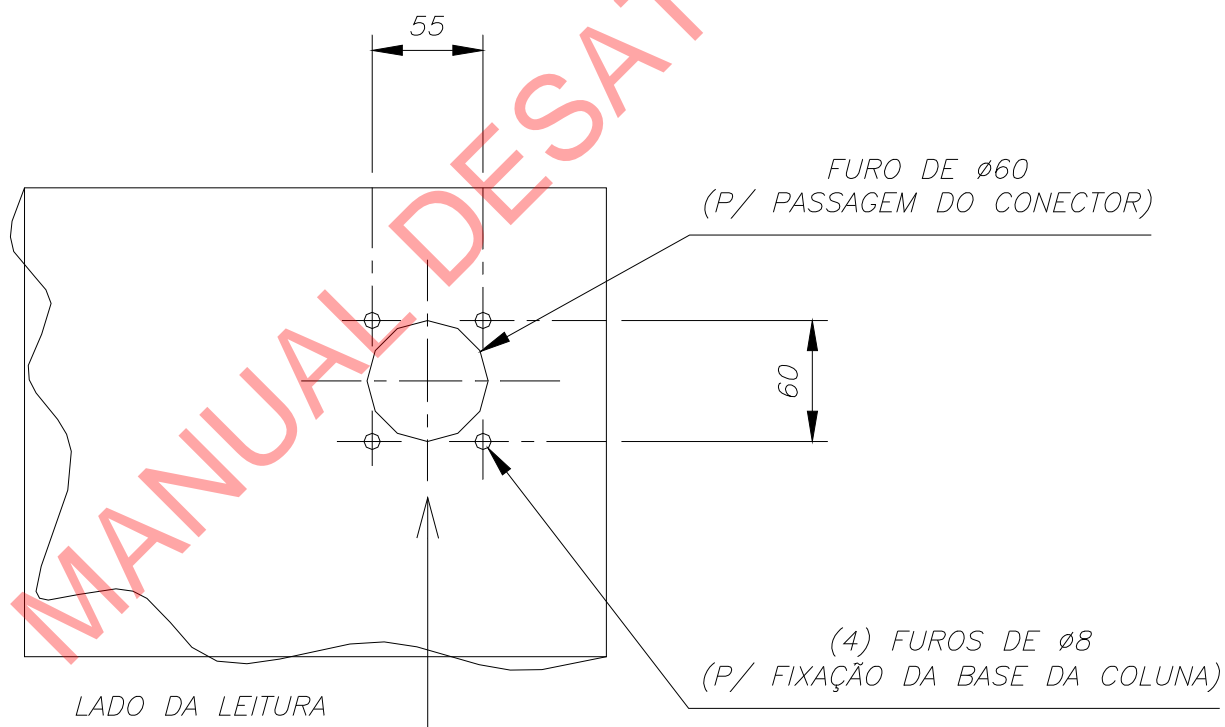 55
FURO DE ø60
(P/ PASSAGEM DO CONECTOR)
60
(4) FUROS DE ø8
(P/ FIXAÇÃO DA BASE DA COLUNA)
LADO DA LEITURA
MANUAL DESAT